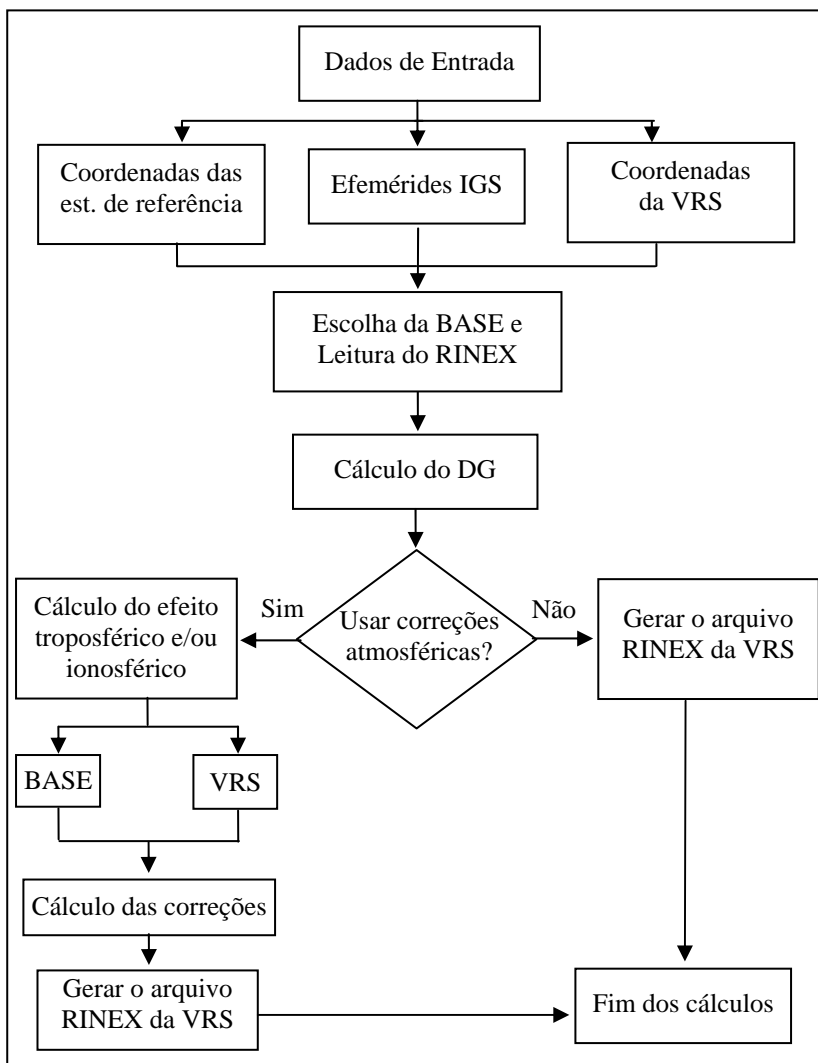 Dados de Entrada
Coordenadas das
est. de referência
Efemérides IGS
Coordenadas
da VRS
Escolha da BASE e
Leitura do RINEX
Cálculo do DG
Usar correções
atmosféricas?
Sim
Não
Cálculo do efeito
troposférico e/ou
ionosférico
Gerar o arquivo
RINEX da VRS
BASE
VRS
Cálculo das correções
Gerar o arquivo
RINEX da VRS
Fim dos cálculos